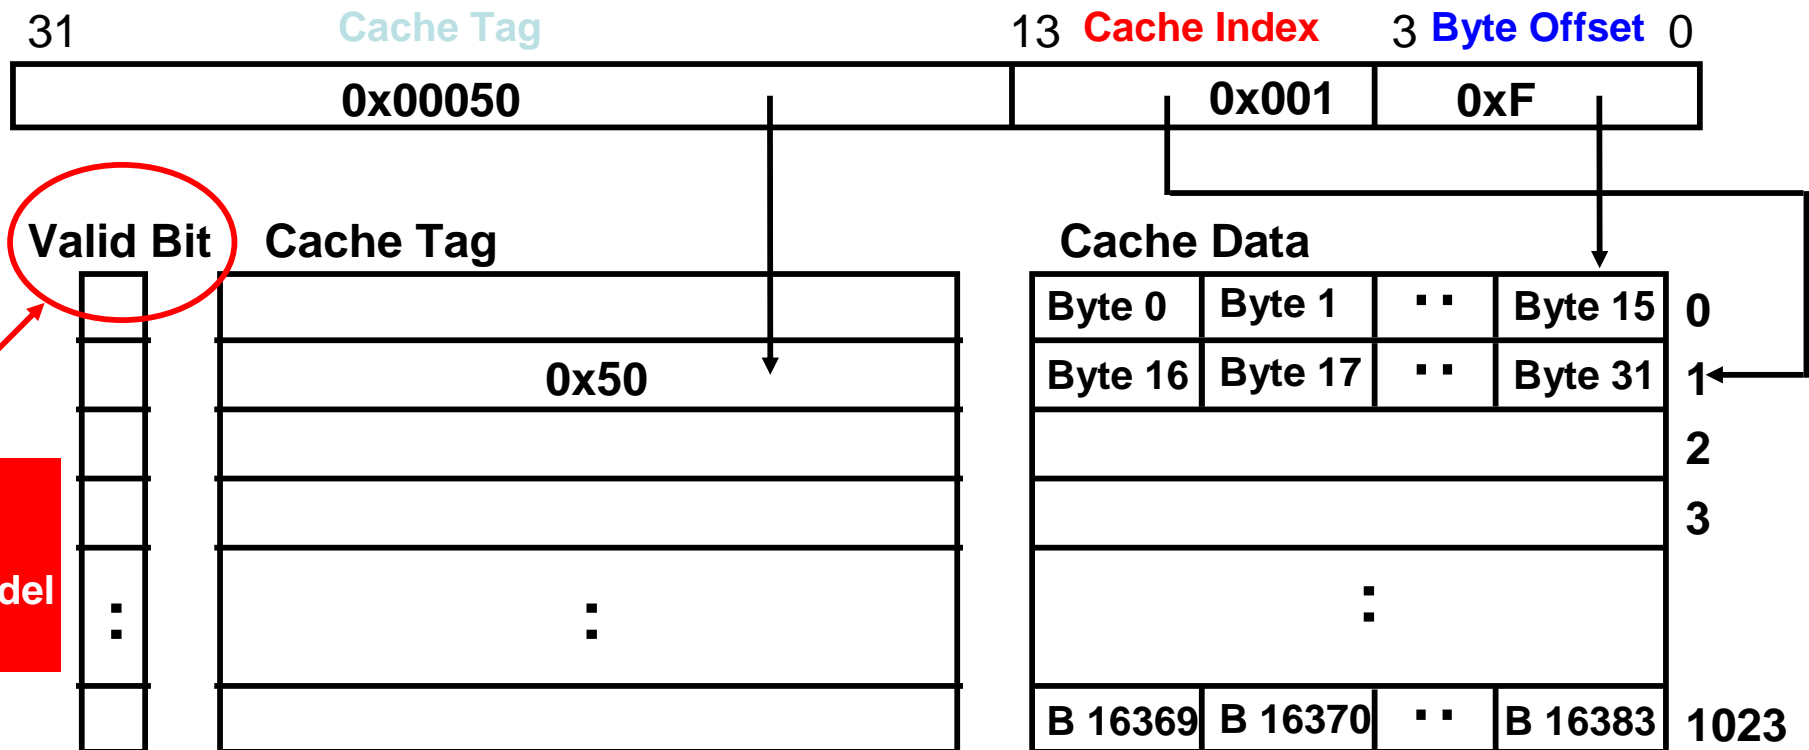 31 Cache Tag 13 Cache Index 3 Byte Offset 0
0x00050 0x001 0xF
Valid Bit Cache Tag Cache Data
Byte 0 Byte 1 ·· Byte 15 0
0x50 Byte 16 Byte 17 ·· Byte 31 1
2
3
del : : :
B 16369 B 16370 ·· B 16383 1023